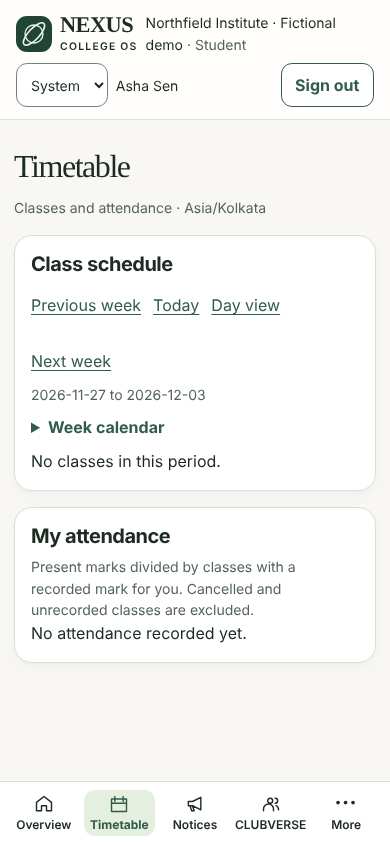 NEXUS
COLLEGE OS
Northfield Institute · Fictional
demo · Student
System
Asha Sen
Sign out
Timetable
Classes and attendance · Asia/Kolkata
Class schedule
Previous week Today Day view
Next week
2026-11-27 to 2026-12-03
Week calendar
No classes in this period.
My attendance
Present marks divided by classes with a
recorded mark for you. Cancelled and
unrecorded classes are excluded.
No attendance recorded yet.
Overview Timetable Notices CLUBVERSE More